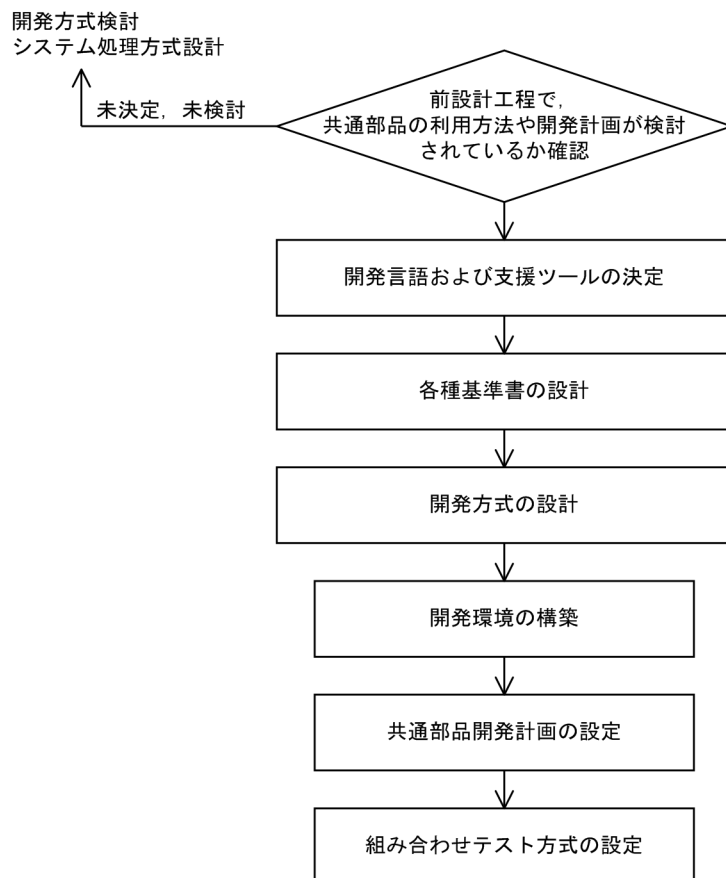 開発方式検討
システム処理方式設計
未決定，未検討
前設計工程で，
共通部品の利用方法や開発計画が検討
されているか確認
開発言語および支援ツールの決定
各種基準書の設計
開発方式の設計
開発環境の構築
共通部品開発計画の設定
組み合わせテスト方式の設定